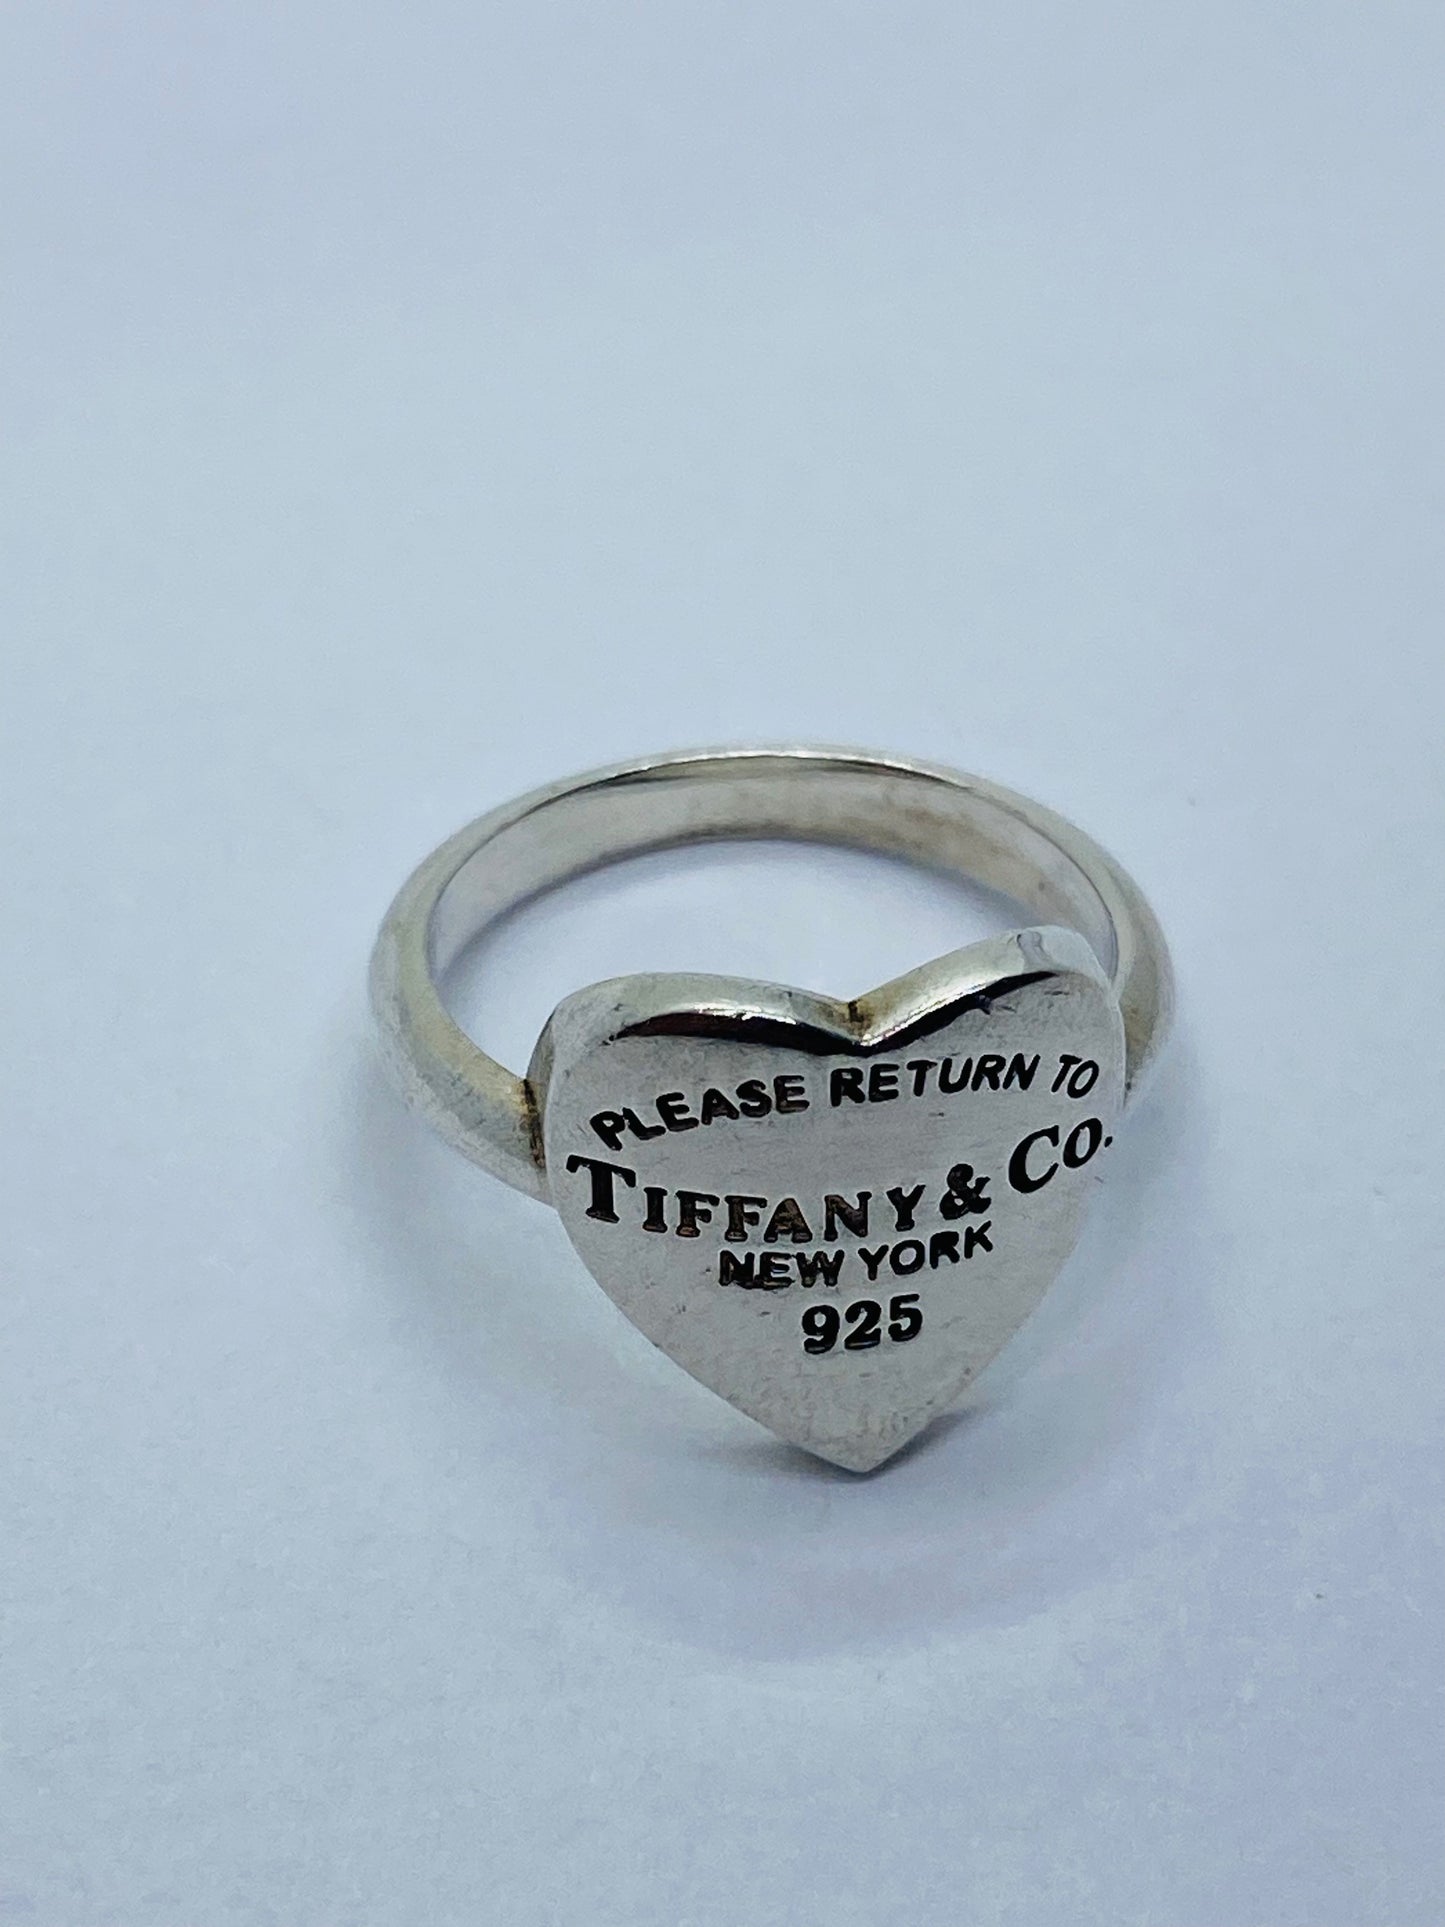 PLEASE RETURN TO
TIFFANY & CO.
NEW YORK
925